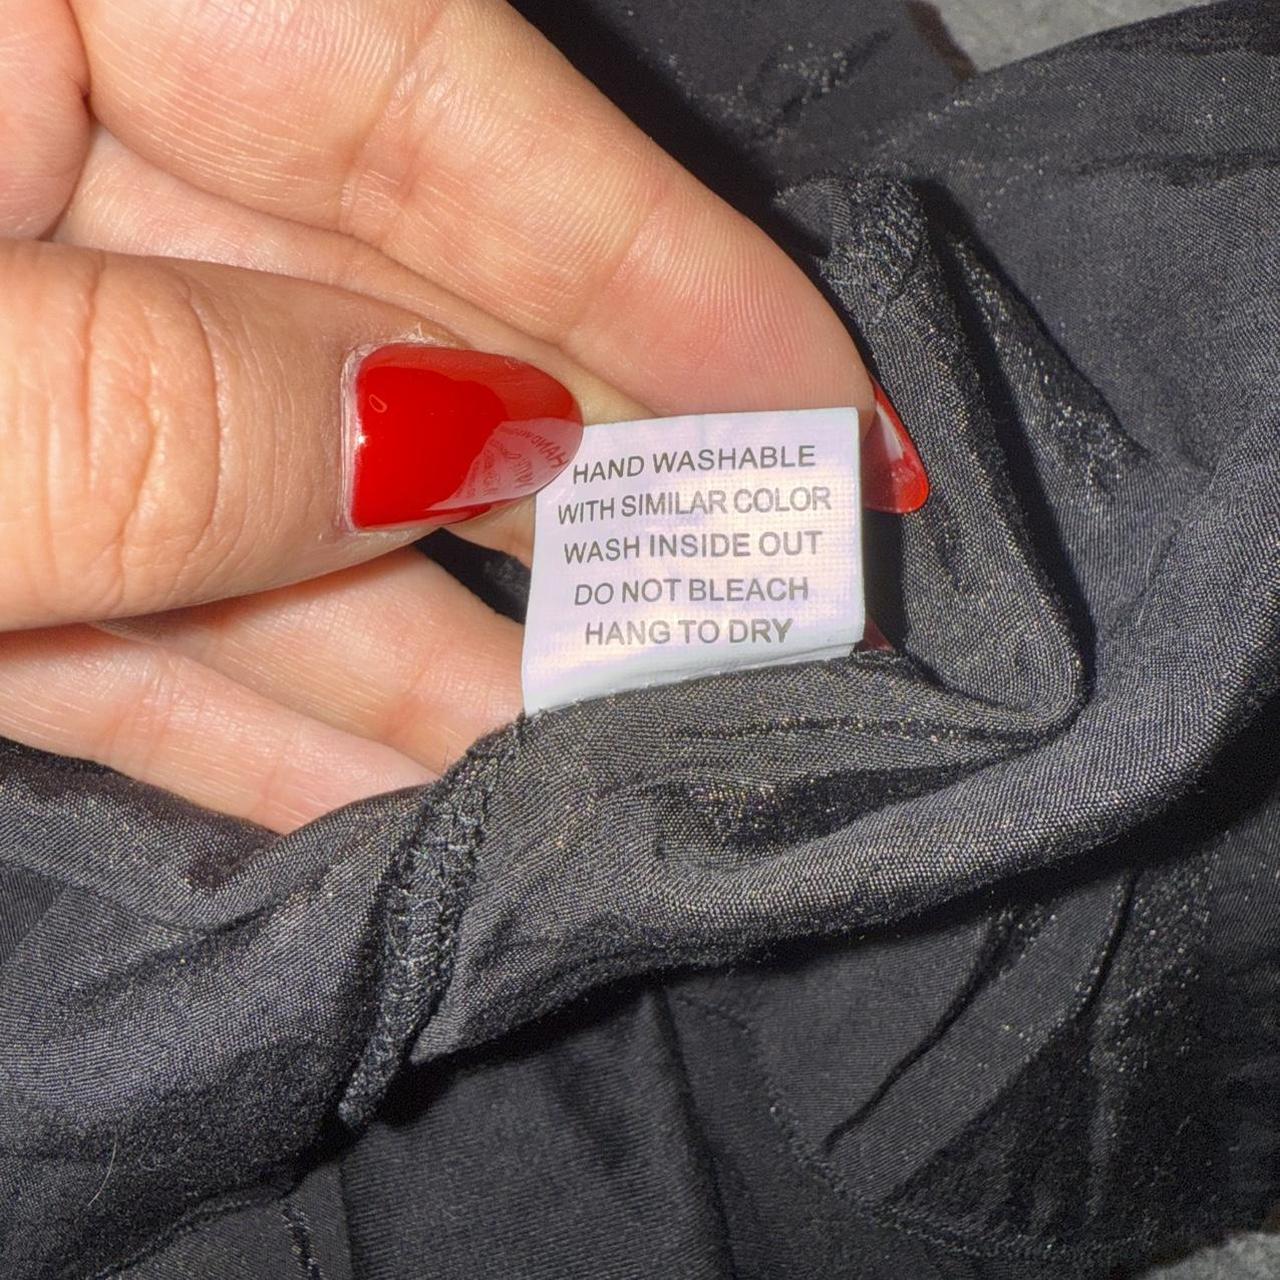 HAND WASHABLE
WITH SIMILAR COLOR
WASH INSIDE OUT
DO NOT BLEACH
HANG TO DRY